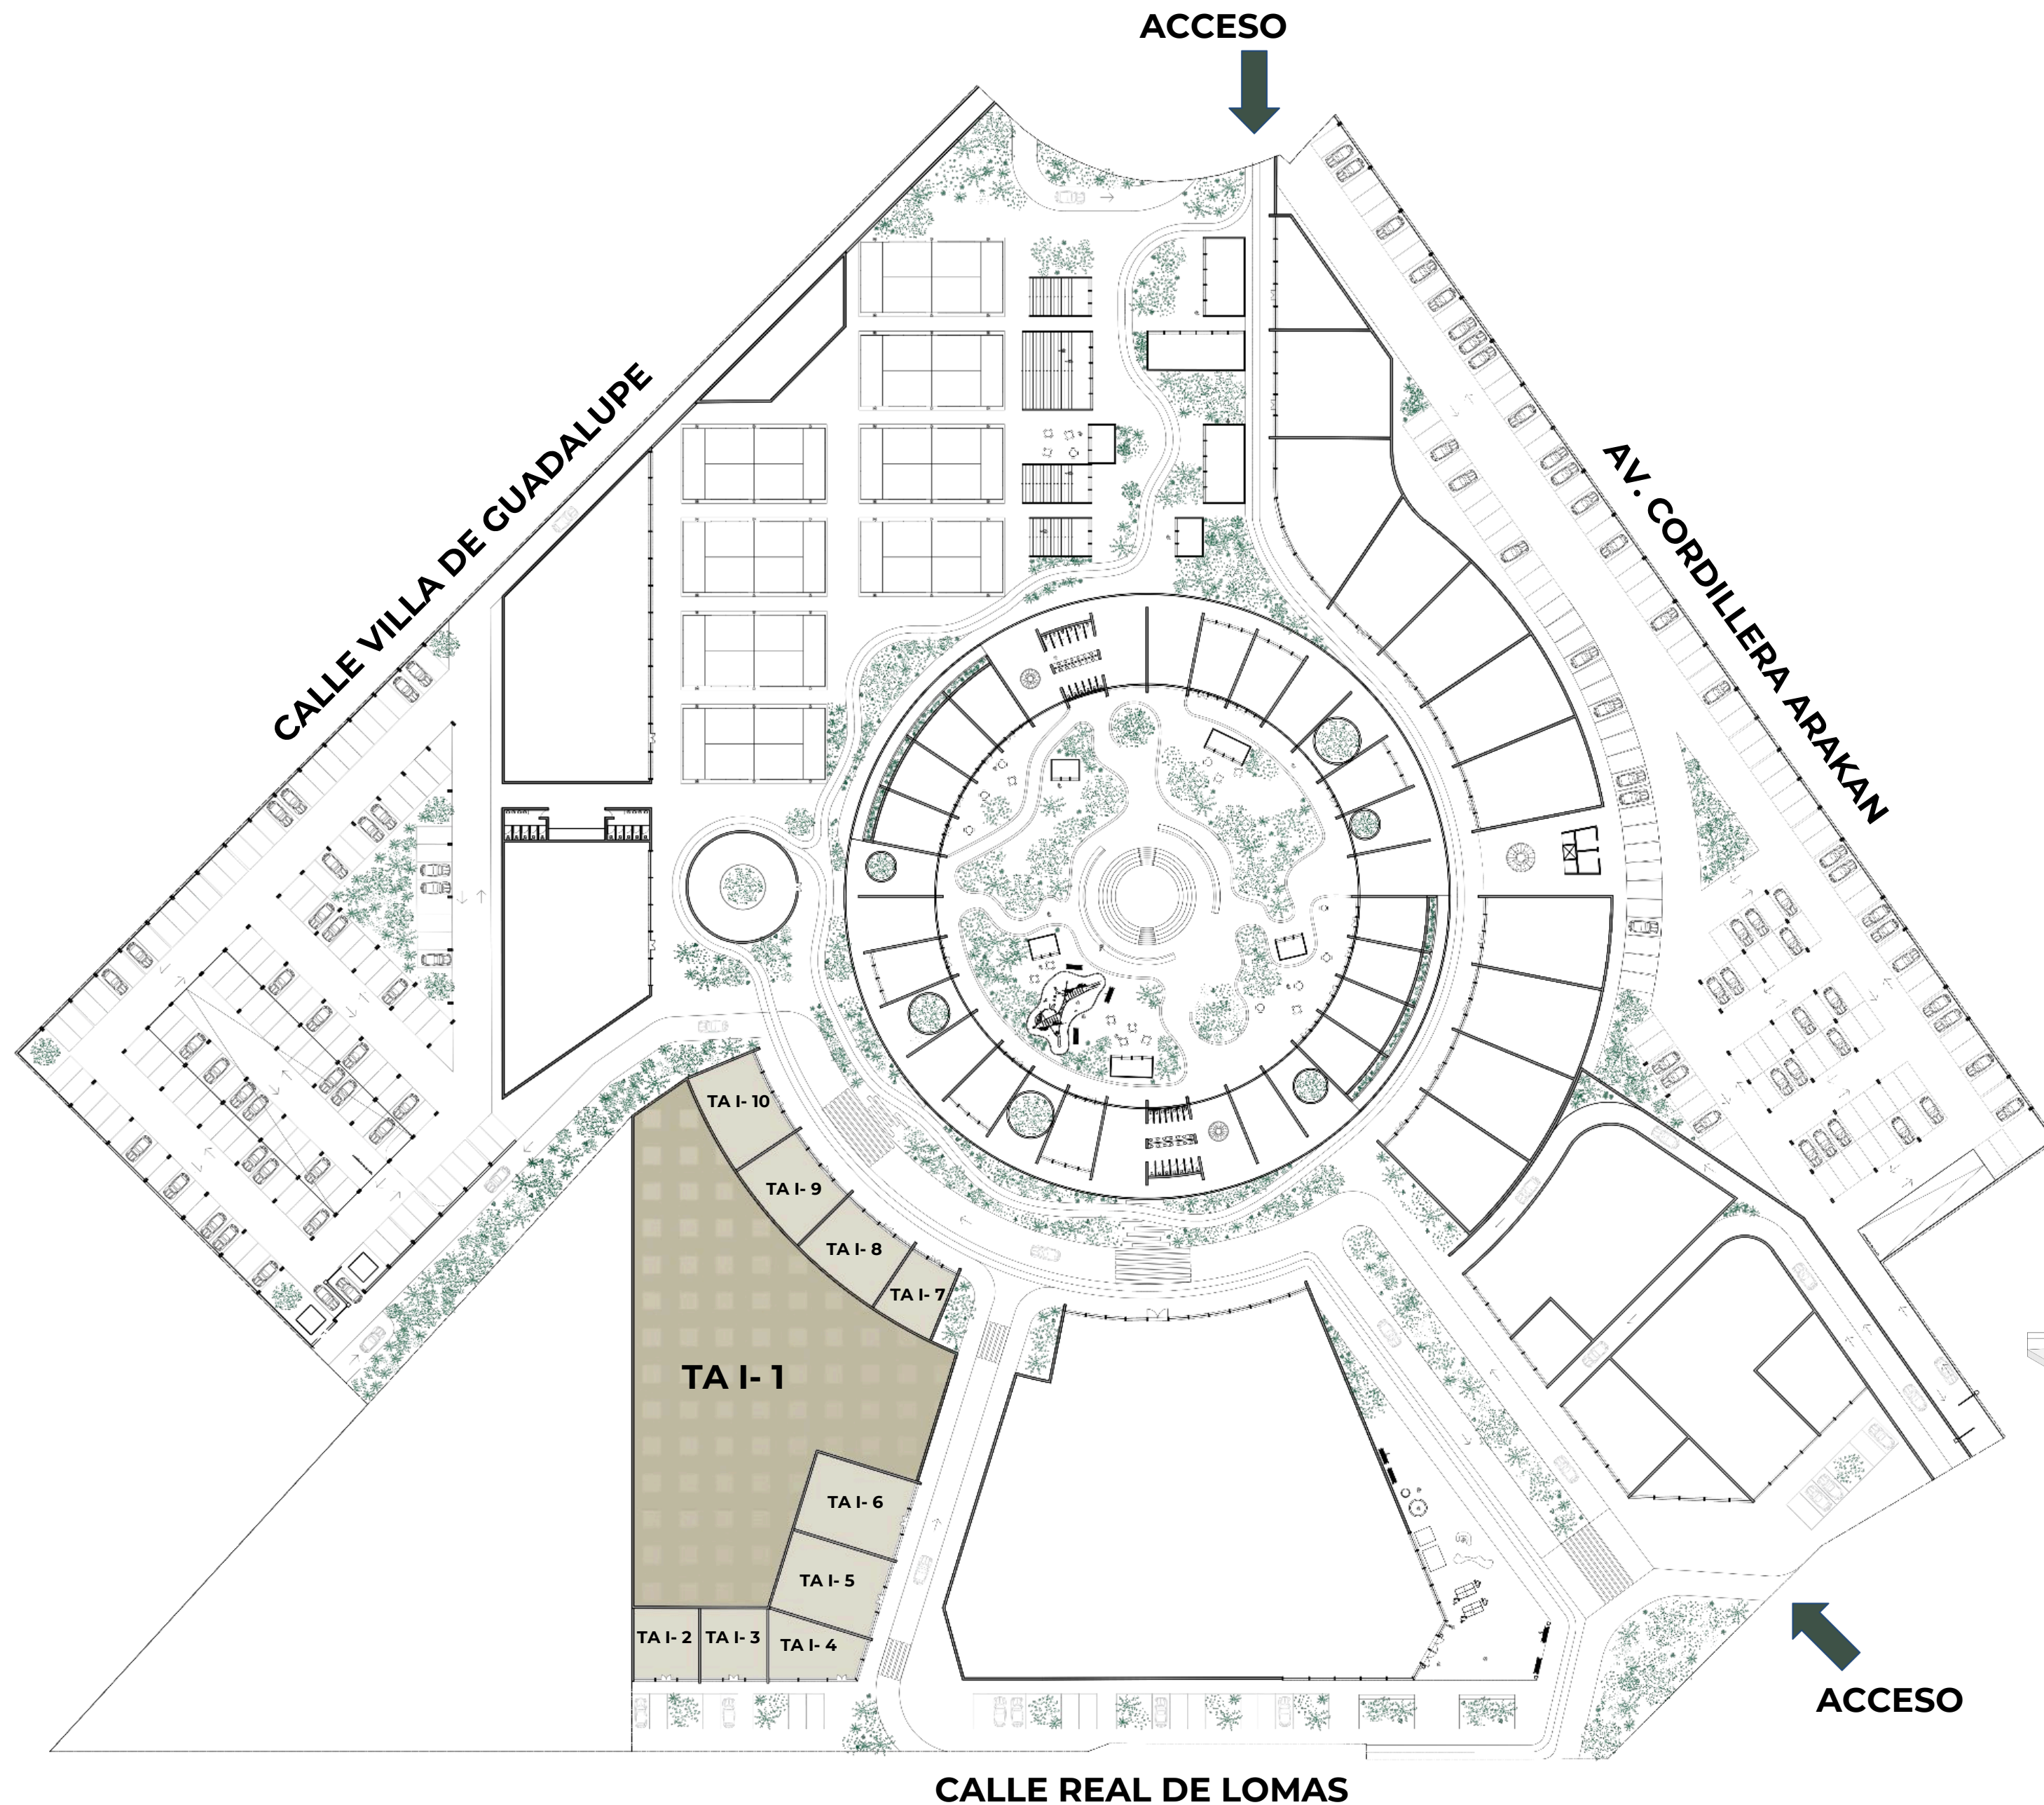 ACCESO
CALLE VILLA DE GUADALUPE
AV. CORDILLERA ARAKAN
TA I- 10
TA I- 9
TA I- 8
TA I- 7
TA I- 1
TA I- 6
TA I- 5
TA I- 2
TA I- 3
TA I- 4
ACCESO
CALLE REAL DE LOMAS